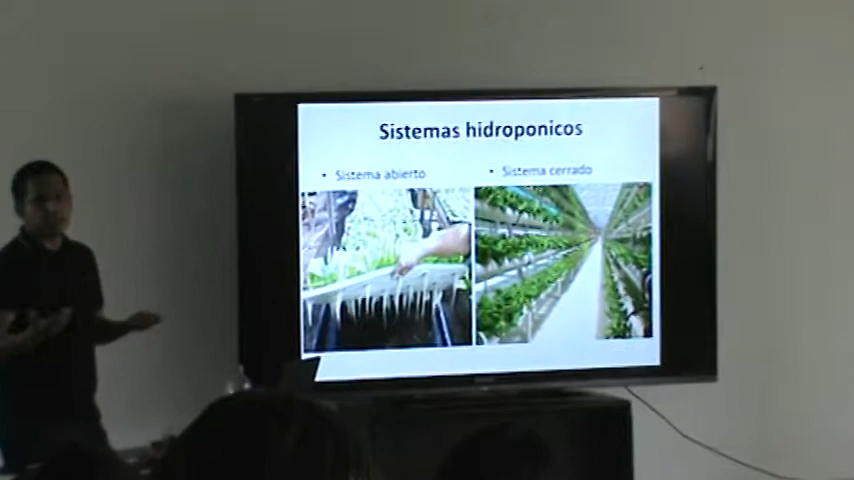 Sistemas hidroponicos
• Sistema abierto
• Sistema cerrado